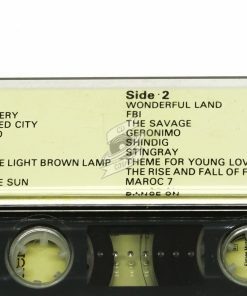 Side·2
WONDERFUL LAND
FBI
THE SAVAGE
GERONIMO
SHINDIG
STINGRAY
THEME FOR YOUNG LOV
THE RISE AND FALL OF F
MAROC 7
ERY
ED CITY
E LIGHT BROWN LAMP
E SUN